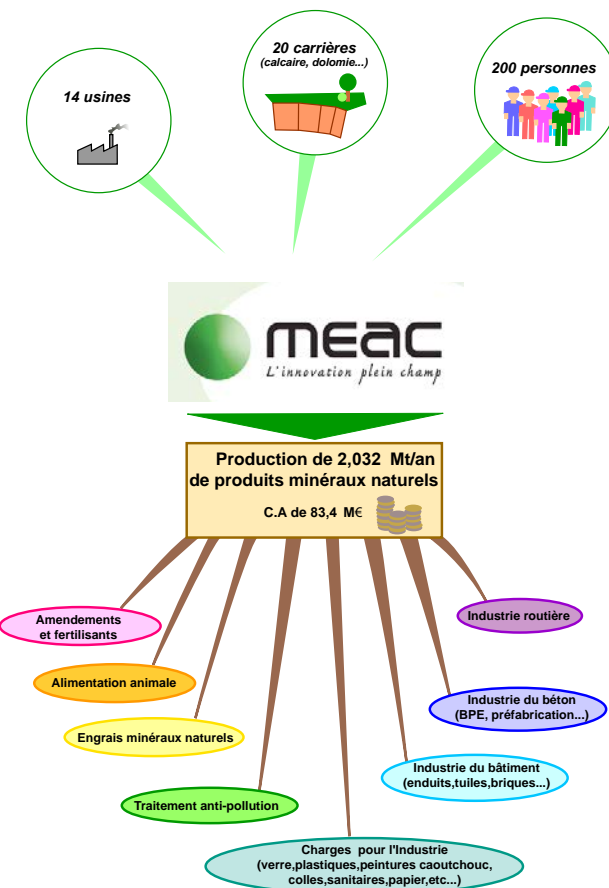 14 usines
20 carrières
(calcaire, dolomie...)
200 personnes
meac
L'innovation plein champ
Production de 2,032 Mt/an
de produits minéraux naturels
C.A de 83,4 M€
Amendements
et fertilisants
Alimentation animale
Engrais minéraux naturels
Traitement anti-pollution
Charges pour l'Industrie
(verre,plastiques,peintures caoutchouc,
colles,sanitaires,papier,etc...)
Industrie du bâtiment
(enduits,tuiles,briques...)
Industrie du béton
(BPE, préfabrication...)
Industrie routière